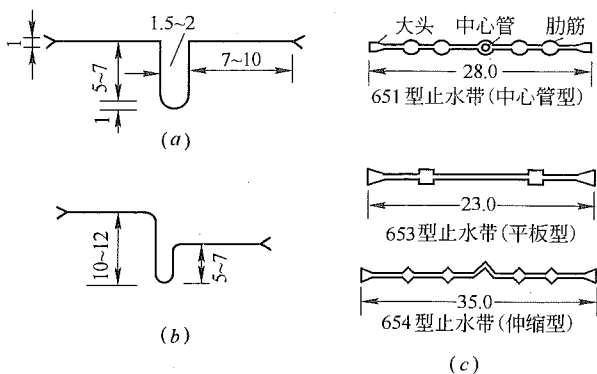 1
5~7
1
1.5~2
7~10
(a)
10~12
5~7
(b)
大头 中心管 肋筋
28.0
651型止水带(中心管型)
23.0
653型止水带(平板型)
35.0
654型止水带(伸缩型)
(c)